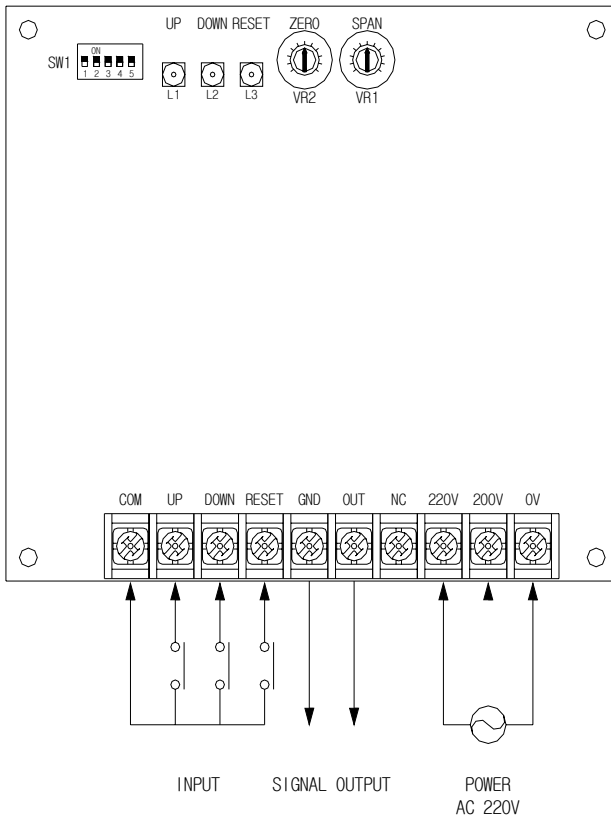 UP DOWN RESET ZERO SPAN
SW1
ON
1 2 3 4 5
L1 L2 L3 VR2 VR1
COM UP DOWN RESET GND OUT NC 220V 200V 0V
INPUT SIGNAL OUTPUT POWER
AC 220V